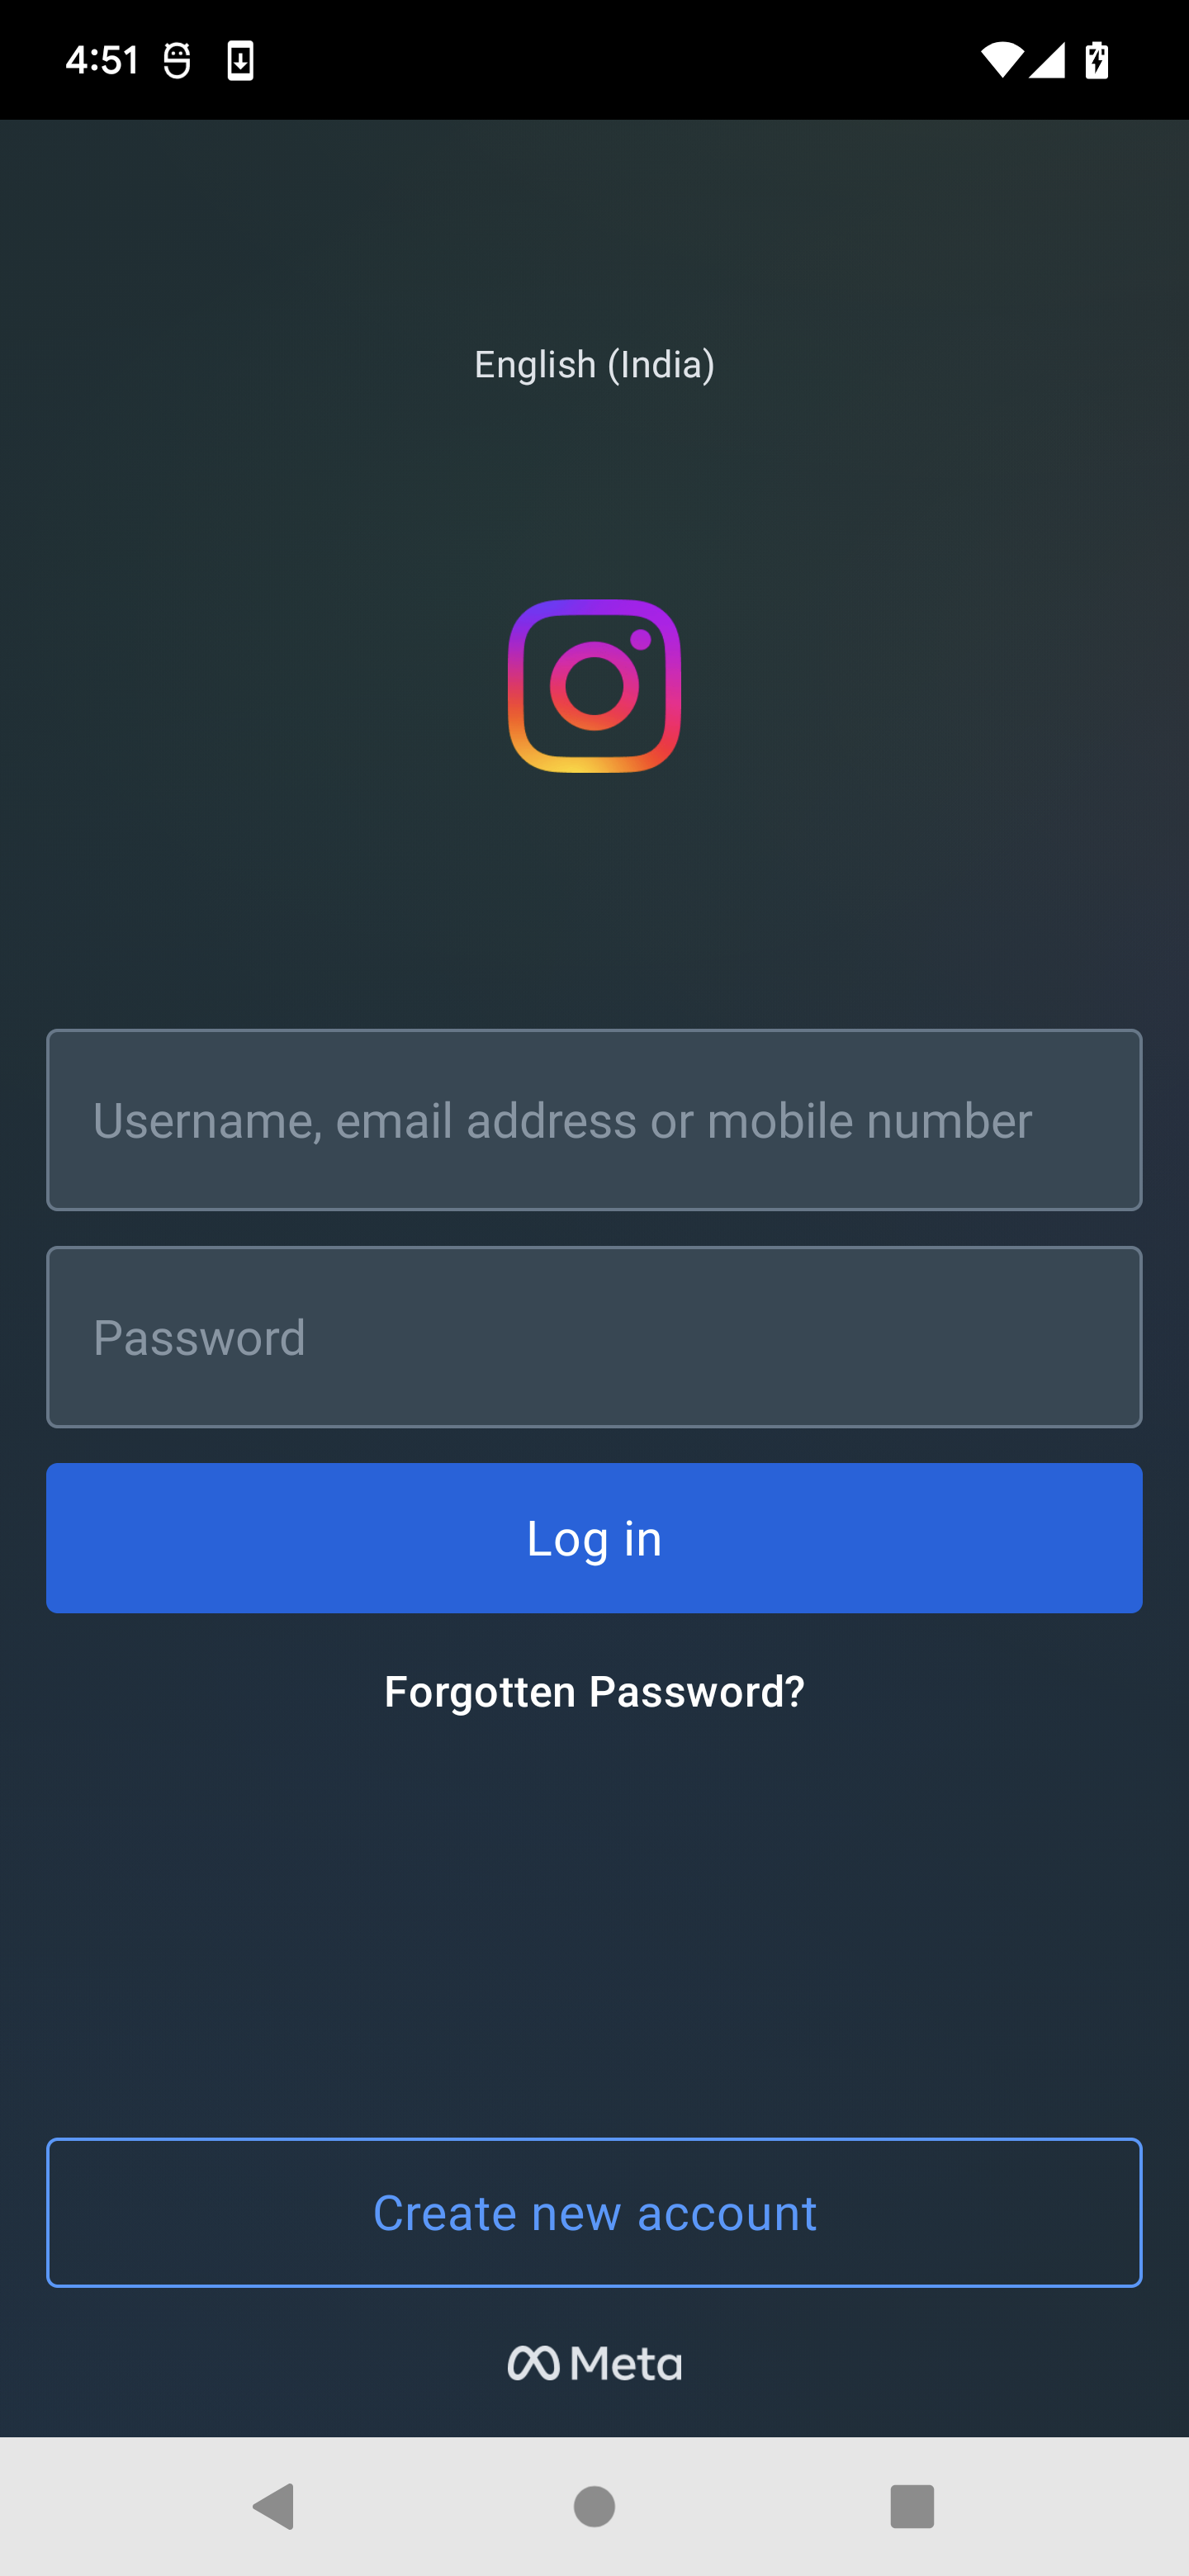 4:51
English (India)
Username, email address or mobile number
Password
Log in
Forgotten Password?
Create new account
Meta